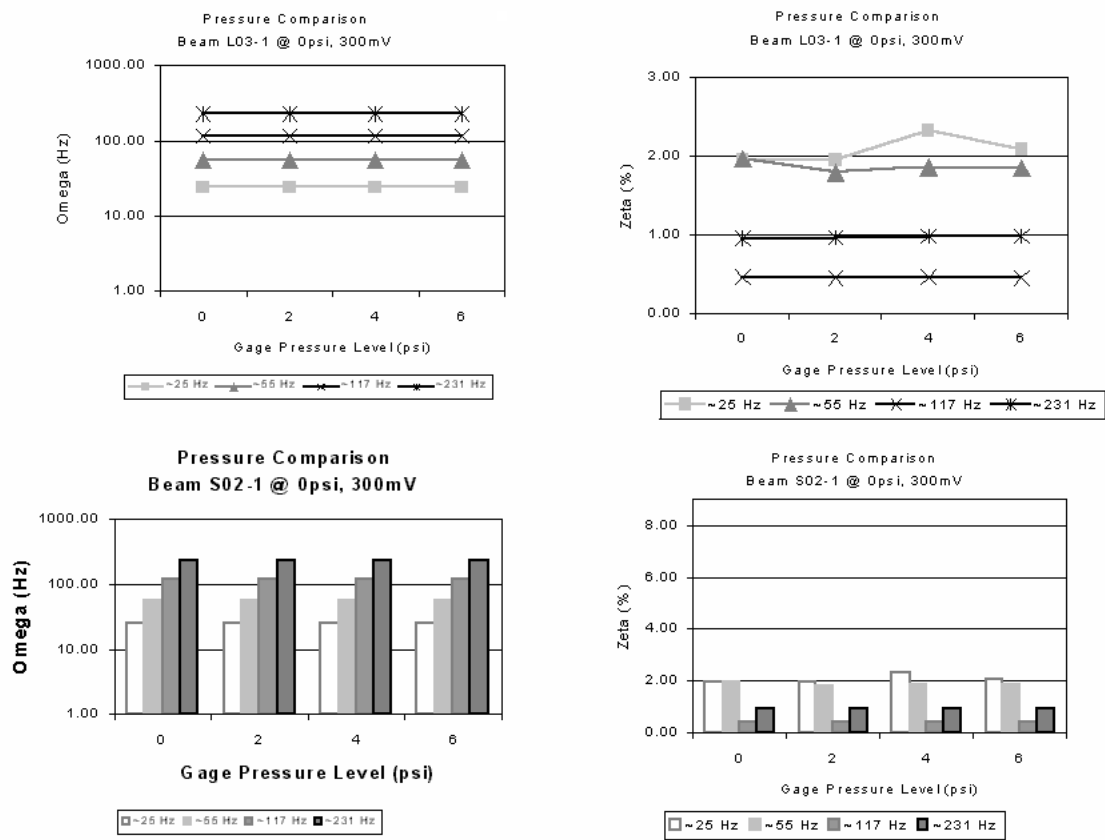 Pressure Comparison
Beam L03-1 @ 0psi, 300mV
1000.00
100.00
10.00
1.00
Omega (Hz)
0 2 4 6
Gage Pressure Level (psi)
~25 Hz ~55 Hz ~117 Hz ~231 Hz
Pressure Comparison
Beam L03-1 @ 0psi, 300mV
3.00
2.00
1.00
0.00
Zeta (%)
0 2 4 6
Gage Pressure Level (psi)
~25 Hz ~55 Hz ~117 Hz ~231 Hz
Pressure Comparison
Beam S02-1 @ 0psi, 300mV
1000.00
100.00
10.00
1.00
Omega (Hz)
0 2 4 6
Gage Pressure Level (psi)
~25 Hz ~55 Hz ~117 Hz ~231 Hz
Pressure Comparison
Beam S02-1 @ 0psi, 300mV
8.00
6.00
4.00
2.00
0.00
Zeta (%)
0 2 4 6
Gage Pressure Level (psi)
~25 Hz ~55 Hz ~117 Hz ~231 Hz